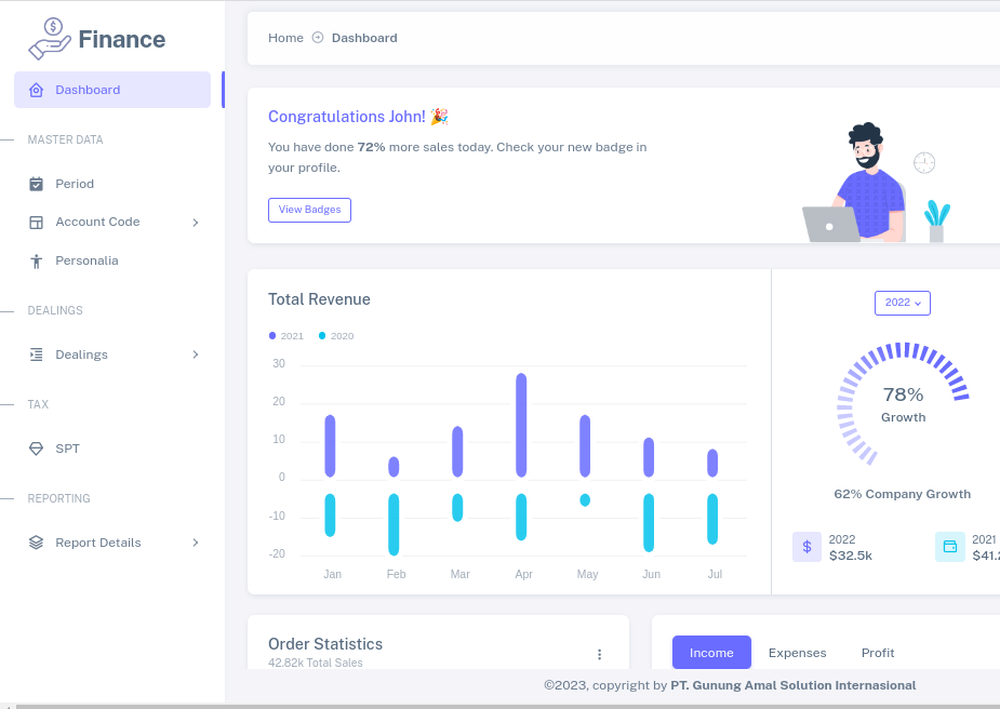 Finance
Dashboard
MASTER DATA
Period
Account Code
Personalia
DEALINGS
Dealings
TAX
SPT
REPORTING
Report Details
Home Dashboard
Congratulations John! 🎉
You have done 72% more sales today. Check your new badge in
your profile.
View Badges
Total Revenue
2021 2020
30
20
10
0
-10
-20
Jan Feb Mar Apr May Jun Jul
2022
78%
Growth
62% Company Growth
$
2022
$32.5k
2021
$41.2
Order Statistics
42.82k Total Sales
Income Expenses Profit
©2023, copyright by PT. Gunung Amal Solution Internasional